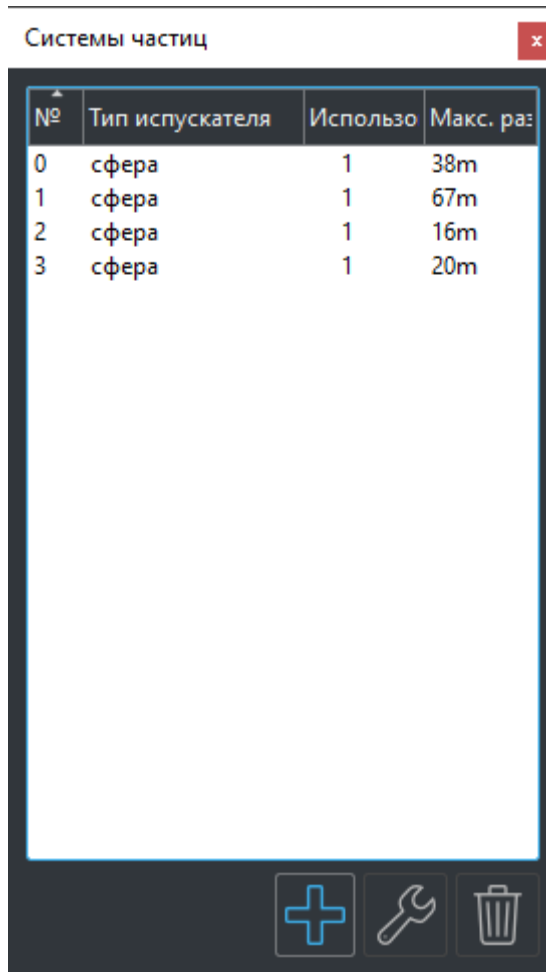 Системы частиц
x
№ Тип испускателя Использо Макс. раз
0 сфера 1 38m
1 сфера 1 67m
2 сфера 1 16m
3 сфера 1 20m